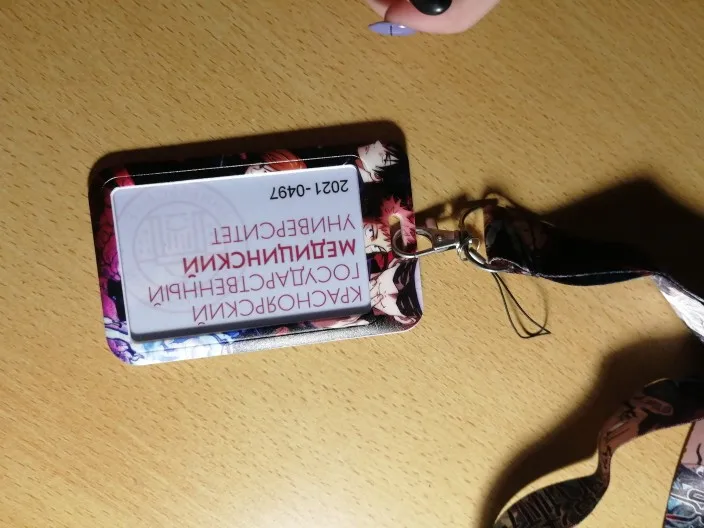 КРАСНОЯРСКИЙ
ГОСУДАРСТВЕННЫЙ
МЕДИЦИНСКИЙ
УНИВЕРСИТЕТ
2021-0497